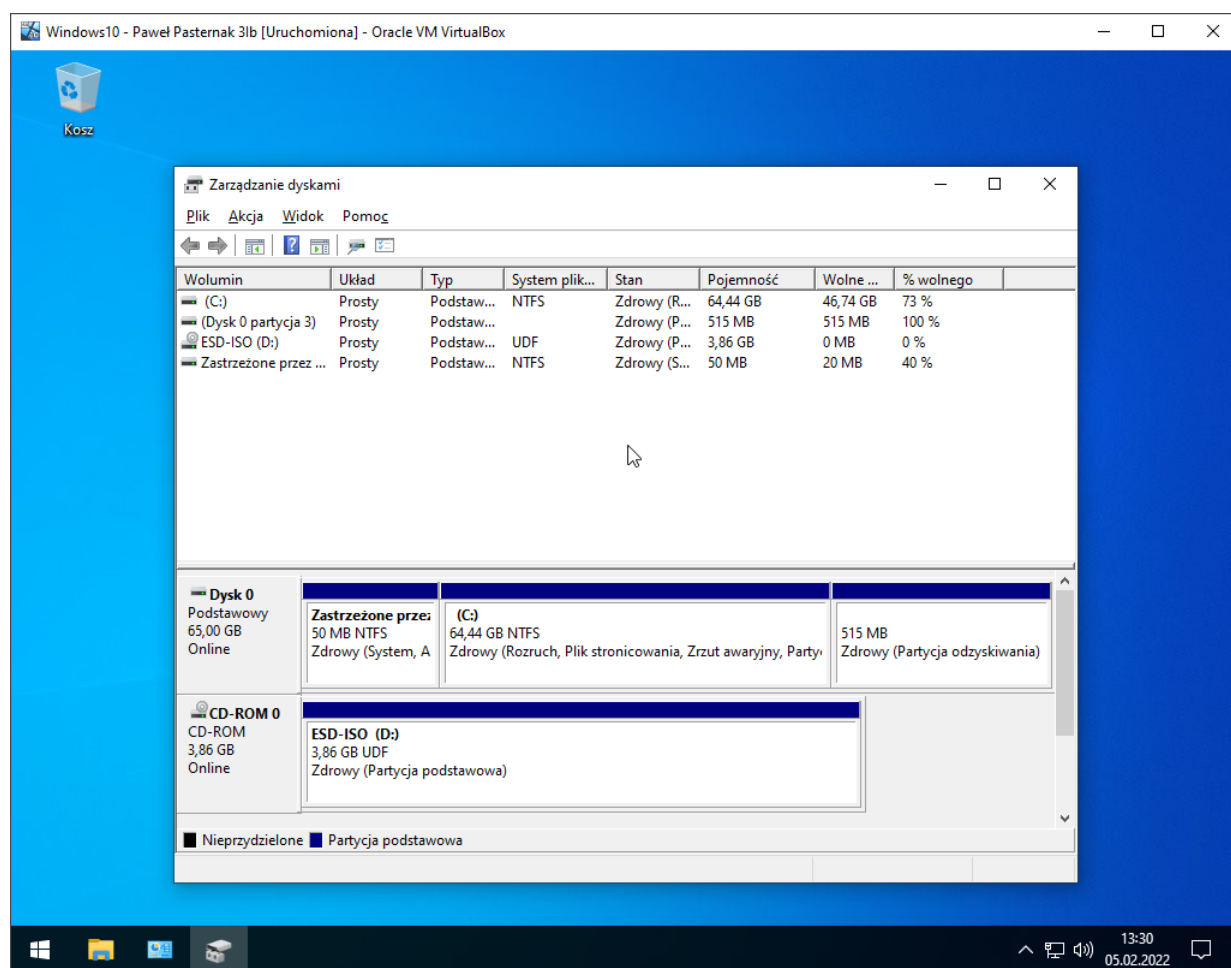 Windows10 - Paweł Pasternak 3lb [Uruchomiona] - Oracle VM VirtualBox
Kosz
Zarządzanie dyskami
Plik Akcja Widok Pomoc
Wolumin Układ Typ System plik... Stan Pojemność Wolne ... % wolnego
(C:) Prosty Podstaw... NTFS Zdrowy (R... 64,44 GB 46,74 GB 73 %
(Dysk 0 partycja 3) Prosty Podstaw... Zdrowy (P... 515 MB 515 MB 100 %
ESD-ISO (D:) Prosty Podstaw... UDF Zdrowy (P... 3,86 GB 0 MB 0 %
Zastrzeżone przez ... Prosty Podstaw... NTFS Zdrowy (S... 50 MB 20 MB 40 %
Dysk 0
Podstawowy
65,00 GB
Online
Zastrzeżone przez
50 MB NTFS
Zdrowy (System, A
(C:)
64,44 GB NTFS
Zdrowy (Rozruch, Plik stronicowania, Zrzut awaryjny, Party
515 MB
Zdrowy (Partycja odzyskiwania)
CD-ROM 0
CD-ROM
3,86 GB
Online
ESD-ISO (D:)
3,86 GB UDF
Zdrowy (Partycja podstawowa)
Nieprzydzielone Partycja podstawowa
13:30
05.02.2022